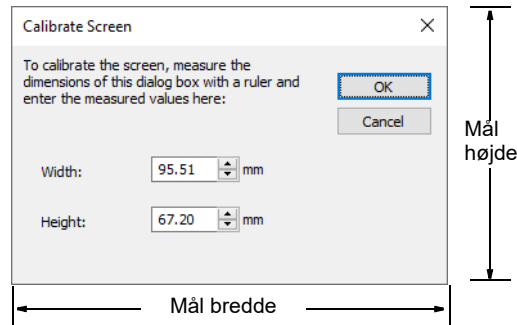 Calibrate Screen
To calibrate the screen, measure the
dimensions of this dialog box with a ruler and
enter the measured values here:
OK
Cancel
Width: 95.51 mm
Height: 67.20 mm
Mål
højde
Mål bredde